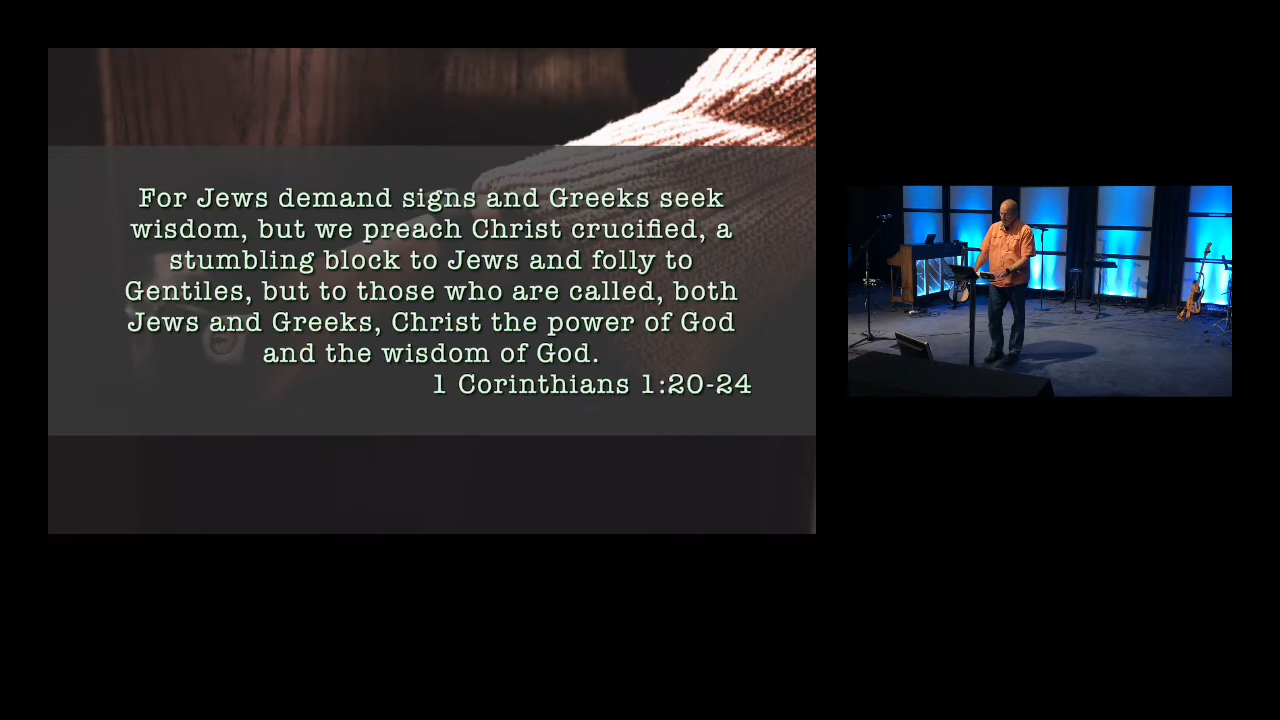 For Jews demand signs and Greeks seek
wisdom, but we preach Christ crucified, a
stumbling block to Jews and folly to
Gentiles, but to those who are called, both
Jews and Greeks, Christ the power of God
and the wisdom of God.
1 Corinthians 1:20-24